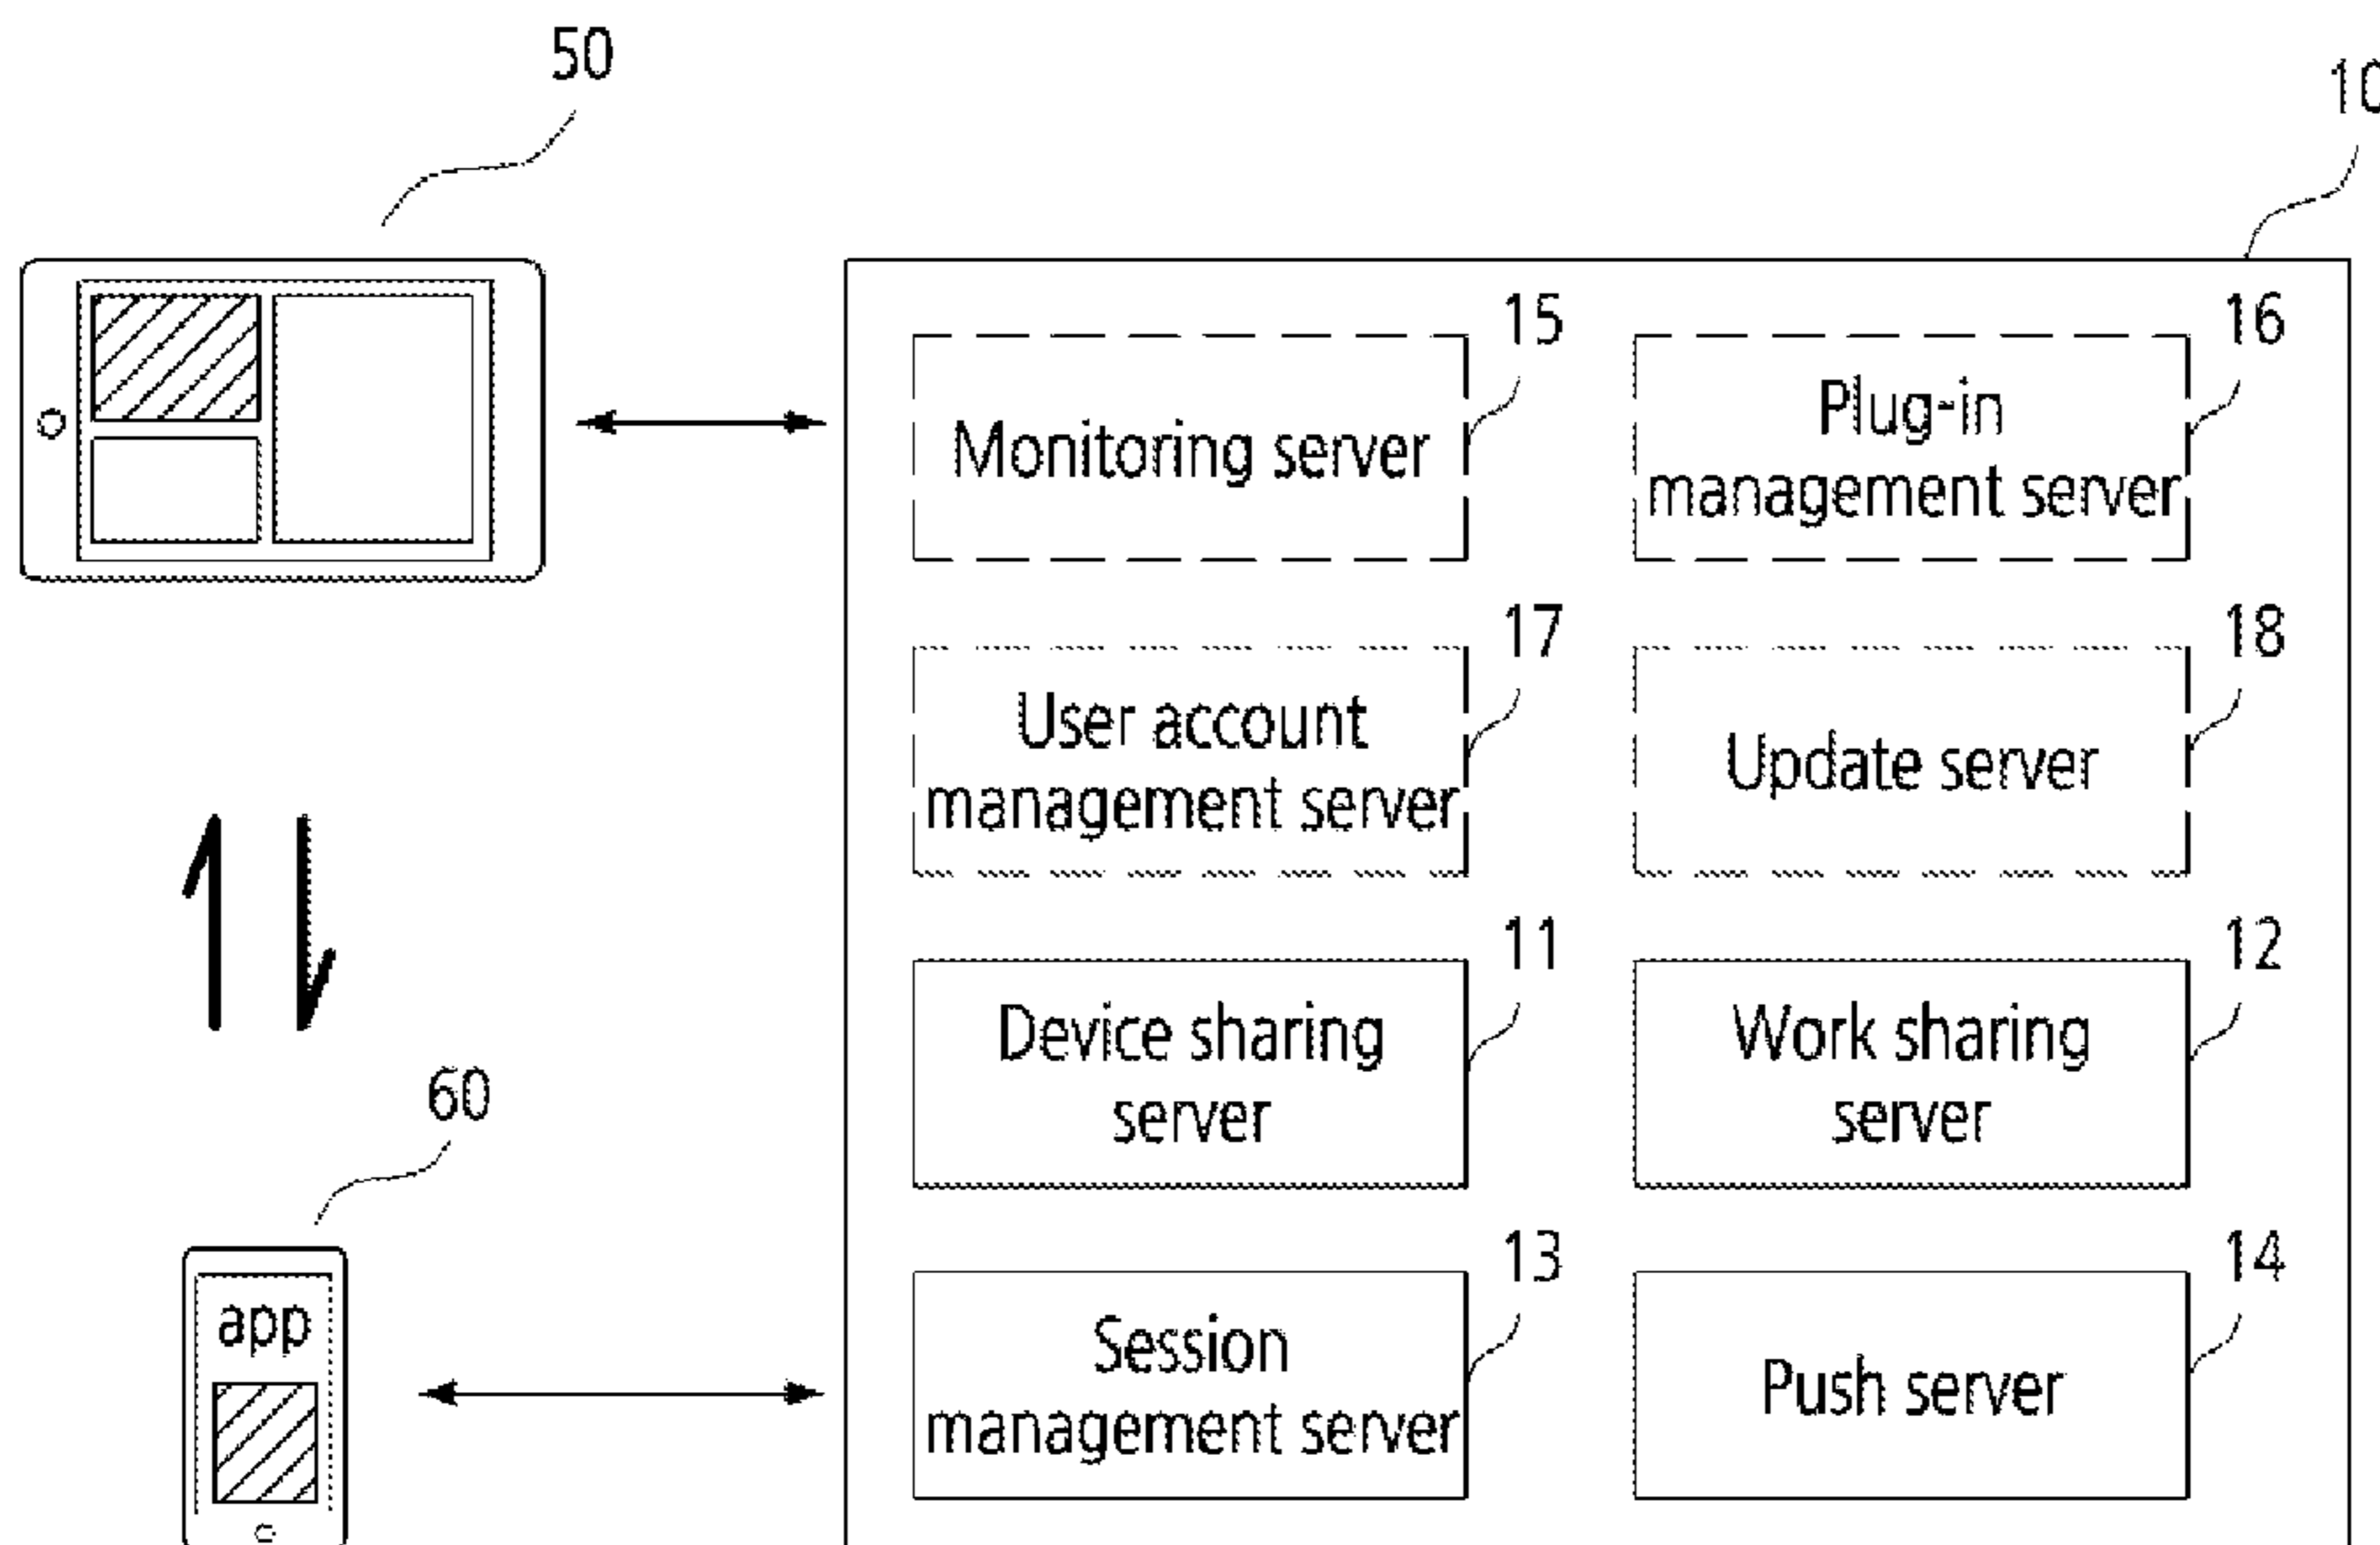 50
10
15
16
Monitoring server
Plug-in
management server
17
18
User account
management server
Update server
11
12
Device sharing
server
Work sharing
server
60
13
14
app
Session
management server
Push server